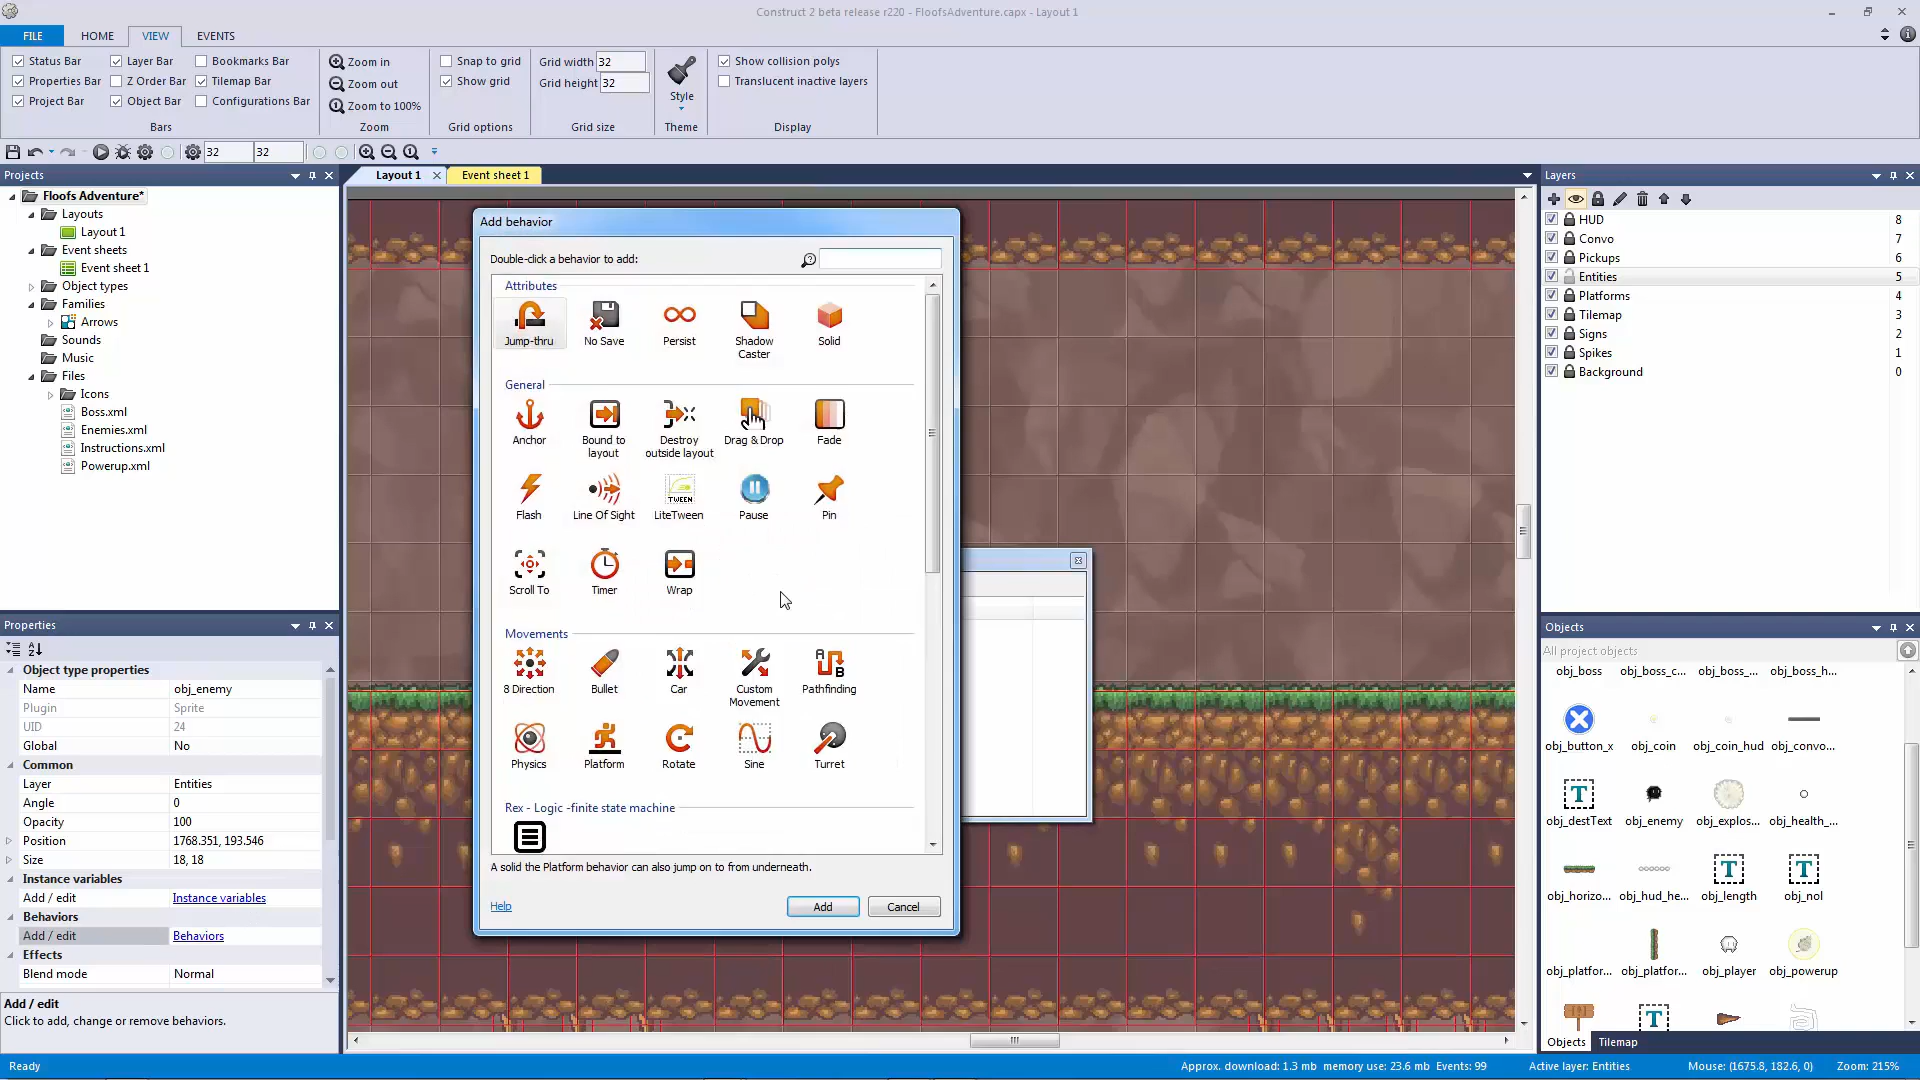 Construct 2 beta release r220 - FloofsAdventure.capx - Layout 1
FILE HOME VIEW EVENTS
Status Bar Layer Bar Bookmarks Bar
Properties Bar Z Order Bar Tilemap Bar
Project Bar Object Bar Configurations Bar
Bars
Zoom in
Zoom out
Zoom to 100%
Zoom
Snap to grid
Show grid
Grid options
Grid width 32
Grid height 32
Grid size
Style
Theme
Show collision polys
Translucent inactive layers
Display
32 32
Projects
Floofs Adventure*
Layouts
Layout 1
Event sheets
Event sheet 1
Object types
Families
Arrows
Sounds
Music
Files
Icons
Boss.xml
Enemies.xml
Instructions.xml
Powerup.xml
Properties
Object type properties
Name obj_enemy
Plugin Sprite
UID 24
Global No
Common
Layer Entities
Angle 0
Opacity 100
Position 1768.351, 193.546
Size 18, 18
Instance variables
Add / edit Instance variables
Behaviors
Add / edit Behaviors
Effects
Blend mode Normal
Add / edit
Click to add, change or remove behaviors.
Layout 1 Event sheet 1
Add behavior
Double-click a behavior to add:
Attributes
Jump-thru No Save Persist Shadow Caster Solid
General
Anchor Bound to layout Destroy outside layout Drag & Drop Fade
TWEEN
Flash Line Of Sight LiteTween Pause Pin
Scroll To Timer Wrap
Movements
8 Direction Bullet Car Custom Movement Pathfinding
Physics Platform Rotate Sine Turret
Rex - Logic -finite state machine
A solid the Platform behavior can also jump on to from underneath.
Help Add Cancel
Layers
HUD 8
Convo 7
Pickups 6
Entities 5
Platforms 4
Tilemap 3
Signs 2
Spikes 1
Background 0
Objects
All project objects
obj_boss obj_boss_c... obj_boss_... obj_boss_h...
obj_button_x obj_coin obj_coin_hud obj_convo...
obj_destText obj_enemy obj_explos... obj_health_...
obj_horizo... obj_hud_he... obj_length obj_nol
obj_platfor... obj_platfor... obj_player obj_powerup
Objects Tilemap
Ready Approx. download: 1.3 mb memory use: 23.6 mb Events: 99 Active layer: Entities Mouse: (1675.8, 182.6, 0) Zoom: 215%